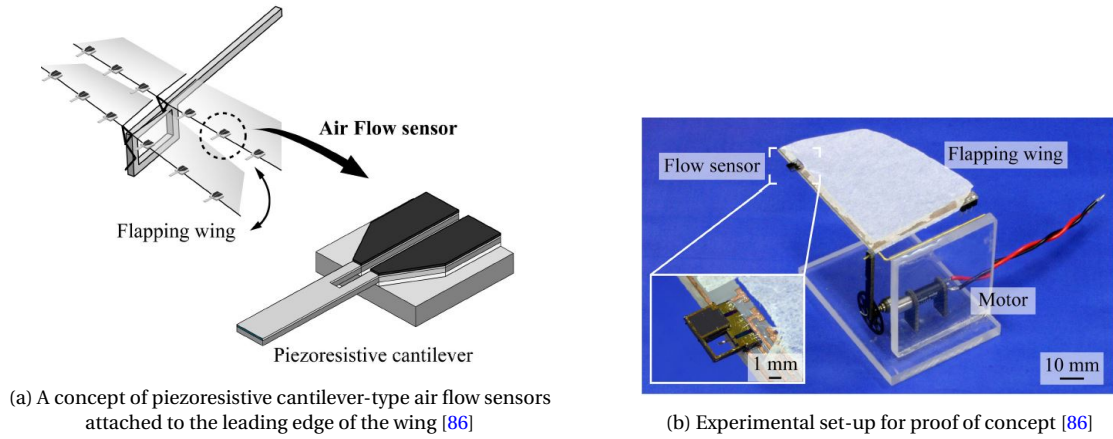 Air Flow sensor
Flapping wing
Piezoresistive cantilever
(a) A concept of piezoresistive cantilever-type air flow sensors
attached to the leading edge of the wing [86]
Flow sensor
Flapping wing
Motor
1 mm
10 mm
(b) Experimental set-up for proof of concept [86]